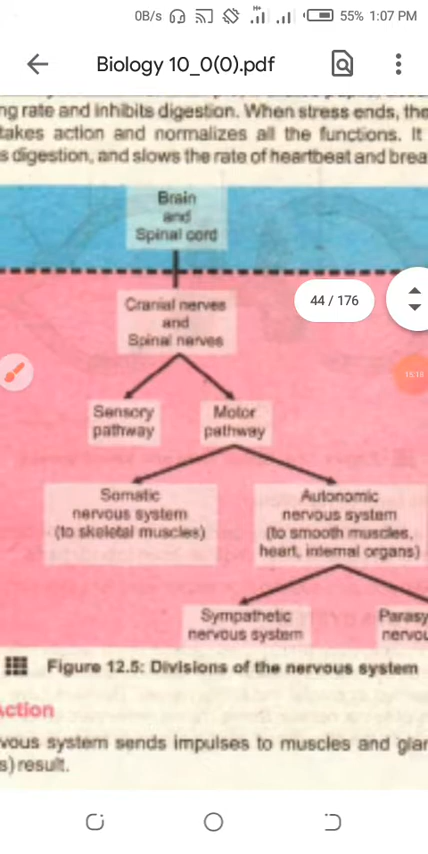 0B/s 55% 1:07 PM
Biology 10_0(0).pdf
ng rate and inhibits digestion. When stress ends, the
takes action and normalizes all the functions. It
s digestion, and slows the rate of heartbeat and brea
Brain
and
Spinal cord
Cranial nerves
and
Spinal nerves
44 / 176
15:15
Sensory
pathway
Motor
pathway
Somatic
nervous system
(to skeletal muscles)
Autonomic
nervous system
(to smooth muscles,
heart, internal organs)
Sympathetic
nervous system
Parasy
nervou
Figure 12.5: Divisions of the nervous system
Action
vous system sends impulses to muscles and glan
s) result.